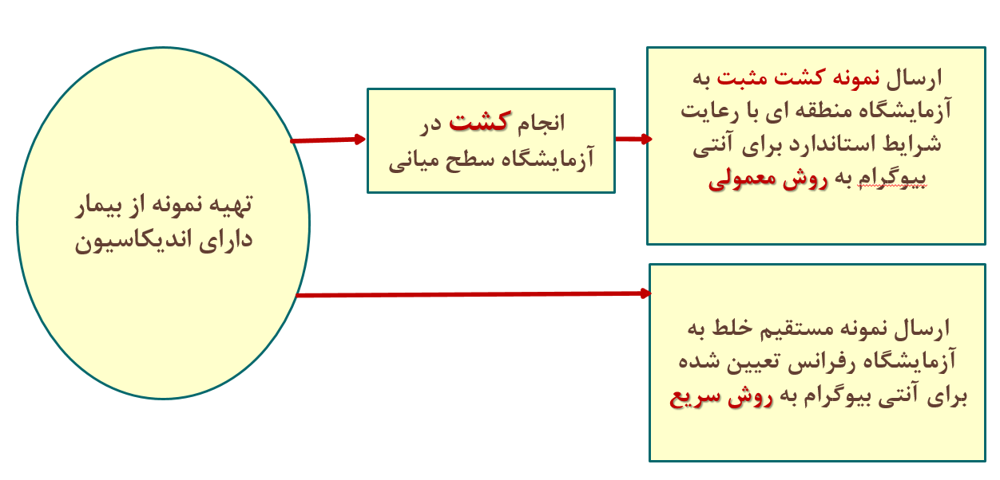 تهیه نمونه از بیمار
دارای اندیکاسیون
انجام کشت در
آزمایشگاه سطح میانی
ارسال نمونه کشت مثبت به
آزمایشگاه منطقه ای با رعایت
شرایط استاندارد برای آنتی
بیوگرام به روش معمولی
ارسال نمونه مستقیم خلط به
آزمایشگاه رفرانس تعیین شده
برای آنتی بیوگرام به روش سریع